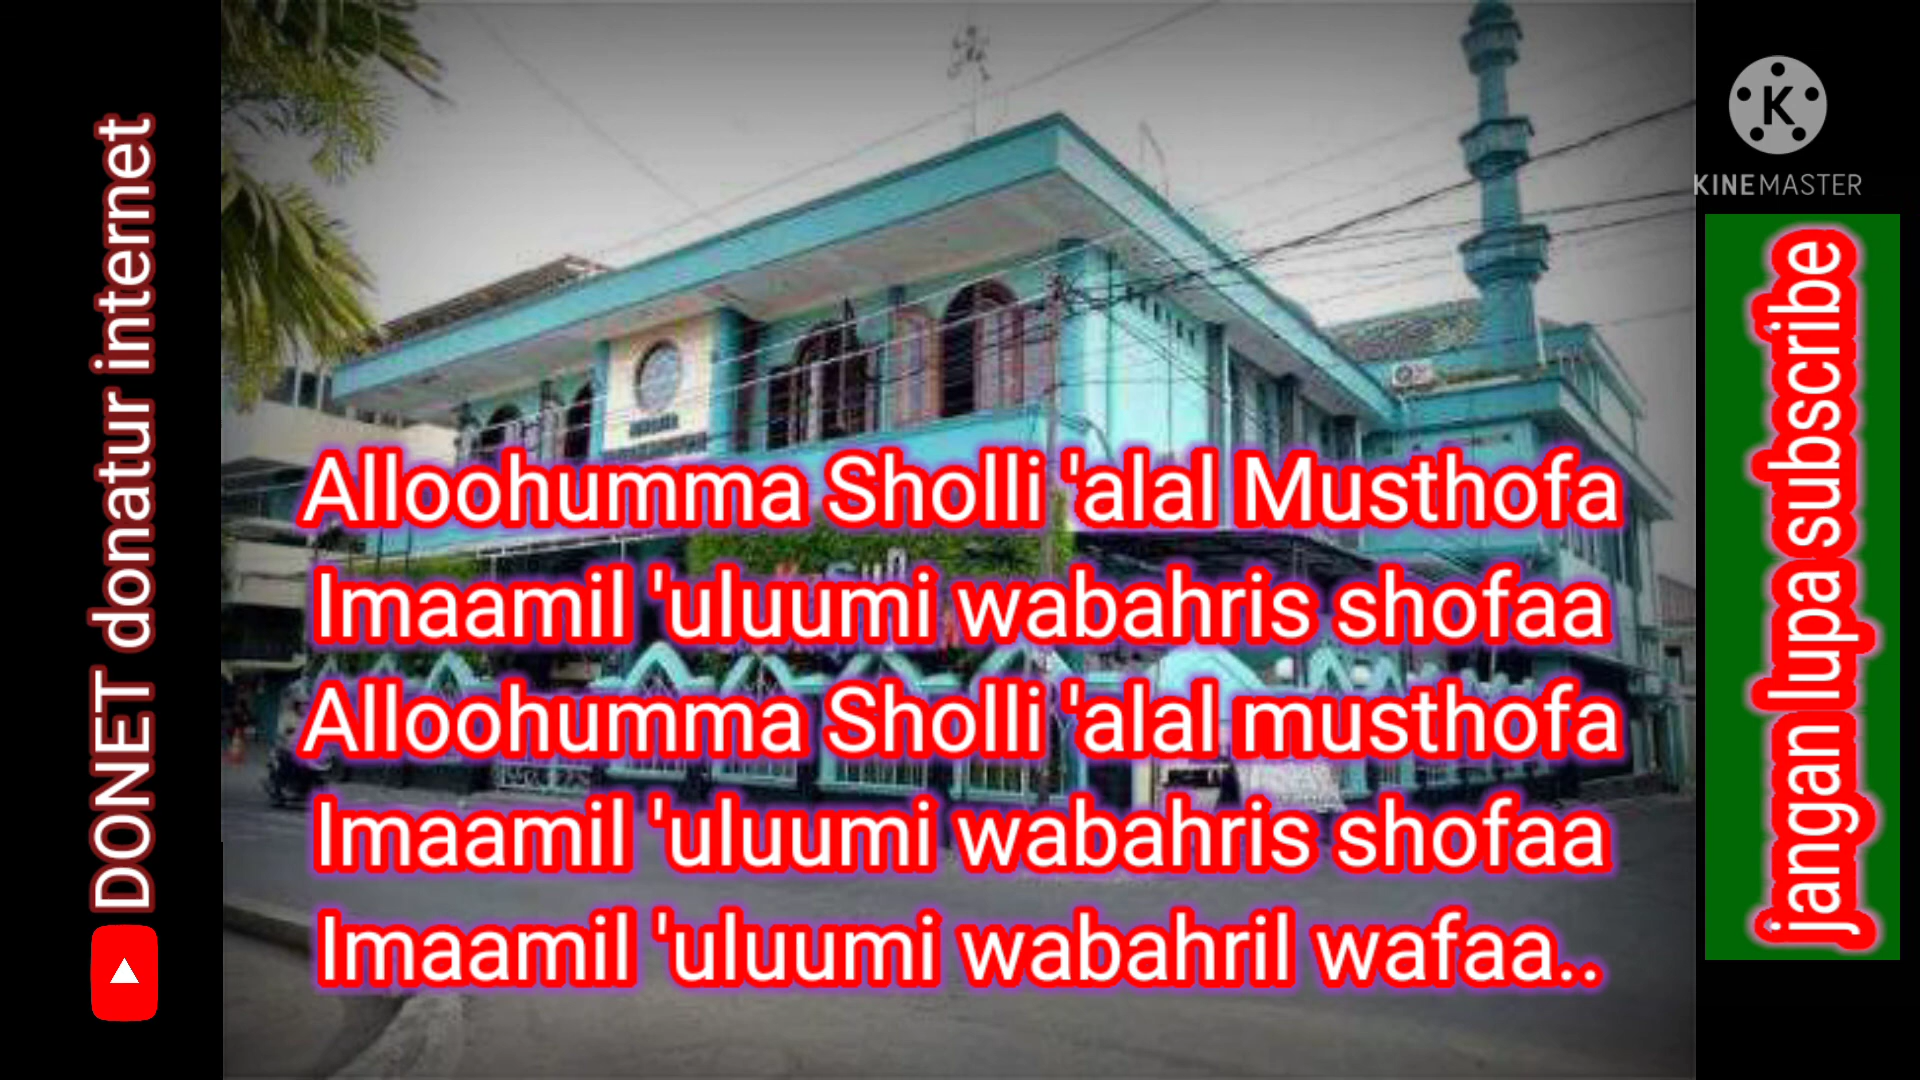 DONET donatur internet
Alloohumma Sholli 'alal Musthofa
Imaamil 'uluumi wabahris shofaa
Alloohumma Sholli 'alal musthofa
Imaamil 'uluumi wabahris shofaa
Imaamil 'uluumi wabahril wafaa..
K
KINEMASTER
jangan lupa subscribe